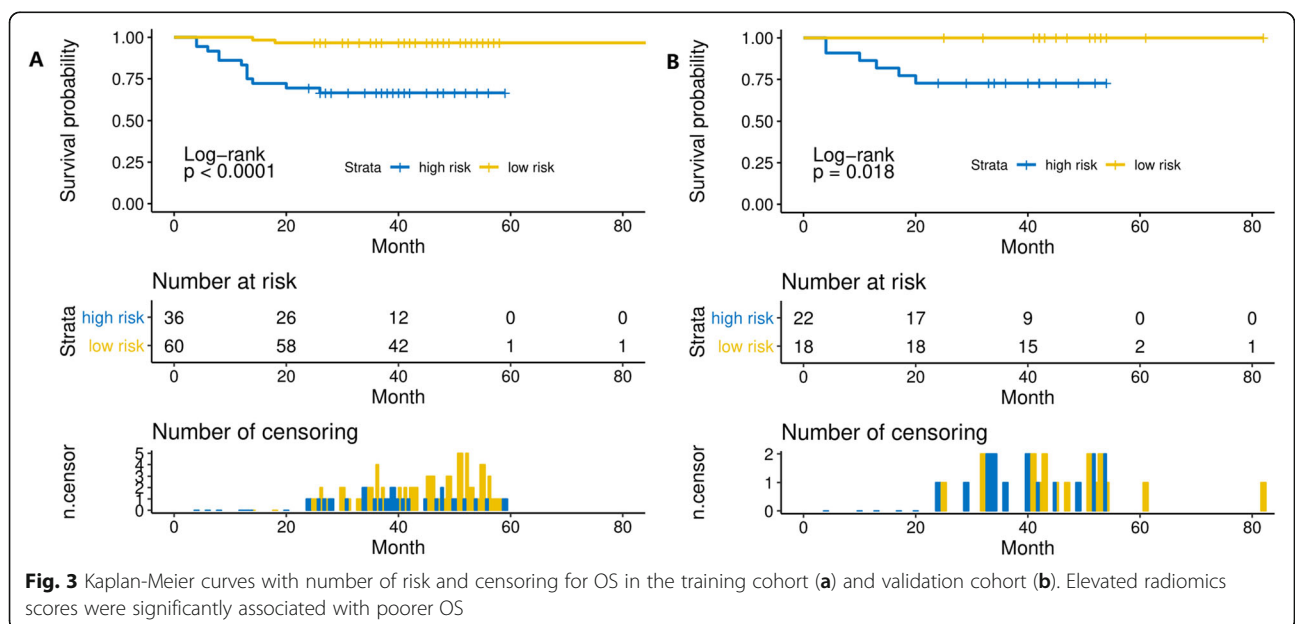 A
Survival probability
1.00
0.75
0.50
0.25
0.00
Log-rank
p < 0.0001
Strata high risk low risk
0 20 40 60 80
Month
Number at risk
Strata
high risk 36 26 12 0 0
low risk 60 58 42 1 1
0 20 40 60 80
Month
Number of censoring
n.censor
5
4
3
2
1
0
0 20 40 60 80
Month
B
Survival probability
1.00
0.75
0.50
0.25
0.00
Log-rank
p = 0.018
Strata high risk low risk
0 20 40 60 80
Month
Number at risk
Strata
high risk 22 17 9 0 0
low risk 18 18 15 2 1
0 20 40 60 80
Month
Number of censoring
n.censor
2
1
0
0 20 40 60 80
Month
Fig. 3 Kaplan-Meier curves with number of risk and censoring for OS in the training cohort (a) and validation cohort (b). Elevated radiomics
scores were significantly associated with poorer OS